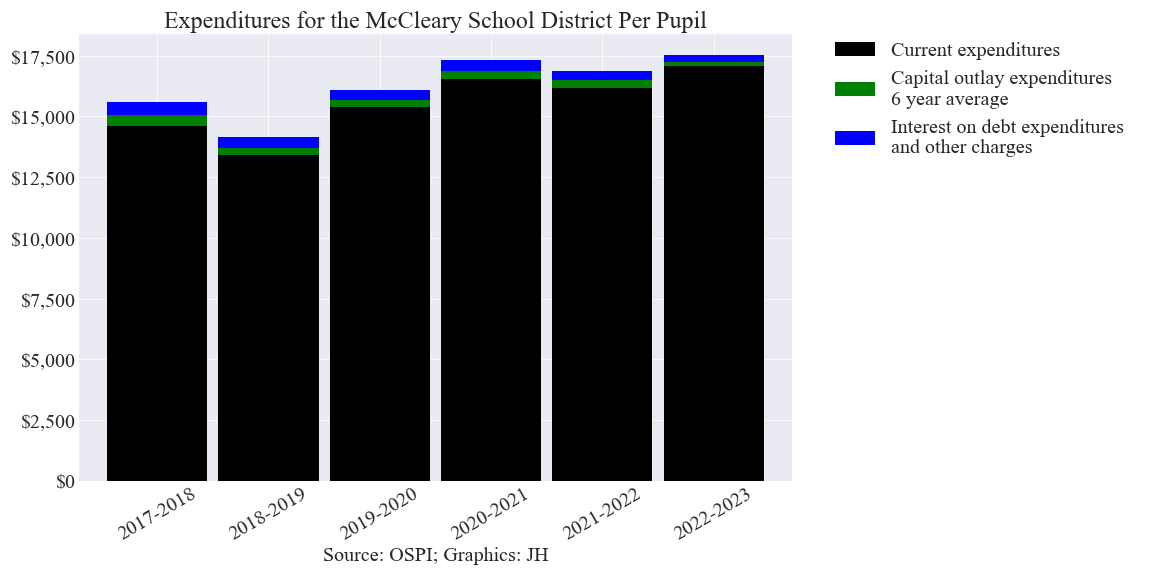 Expenditures for the McCleary School District Per Pupil
$17,500
$15,000
$12,500
$10,000
$7,500
$5,000
$2,500
$0
2017-2018
2018-2019
2019-2020
2020-2021
2021-2022
2022-2023
Source: OSPI; Graphics: JH
Current expenditures
Capital outlay expenditures
6 year average
Interest on debt expenditures
and other charges